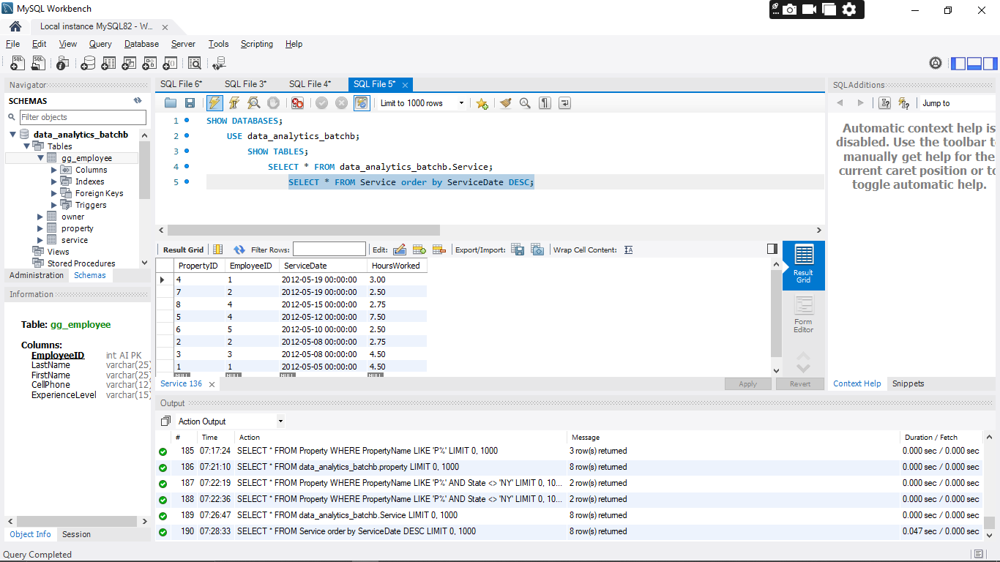 MySQL Workbench
Local instance MySQL82 - W...
File Edit View Query Database Server Tools Scripting Help
Navigator
SCHEMAS
Filter objects
data_analytics_batchb
Tables
gg_employee
Columns
Indexes
Foreign Keys
Triggers
owner
property
service
Views
Stored Procedures
Administration Schemas
Information
Table: gg_employee
Columns:
EmployeeID int AI PK
LastName varchar(25)
FirstName varchar(25)
CellPhone varchar(12)
ExperienceLevel varchar(15)
Object Info Session
SQL File 6* SQL File 3* SQL File 4* SQL File 5*
Limit to 1000 rows
1 SHOW DATABASES;
2 USE data_analytics_batchb;
3 SHOW TABLES;
4 SELECT * FROM data_analytics_batchb.Service;
5 SELECT * FROM Service order by ServiceDate DESC;
Result Grid Filter Rows: Edit: Export/Import: Wrap Cell Content: IA
PropertyID EmployeeID ServiceDate HoursWorked
4 1 2012-05-19 00:00:00 3.00
7 2 2012-05-19 00:00:00 2.50
8 4 2012-05-15 00:00:00 2.75
5 4 2012-05-12 00:00:00 7.50
6 5 2012-05-10 00:00:00 2.50
2 2 2012-05-08 00:00:00 2.75
3 3 2012-05-08 00:00:00 4.50
1 1 2012-05-05 00:00:00 4.50
NULL NULL NULL NULL
Result
Grid
Form
Editor
Service 136 Apply Revert
SQLAdditions
Jump to
Automatic context help is
disabled. Use the toolbar t
manually get help for the
current caret position or to
toggle automatic help.
Context Help Snippets
Output
Action Output
# Time Action Message Duration / Fetch
185 07:17:24 SELECT * FROM Property WHERE PropertyName LIKE 'P%' LIMIT 0, 1000 3 row(s) returned 0.000 sec / 0.000 sec
186 07:21:10 SELECT * FROM data_analytics_batchb.property LIMIT 0, 1000 8 row(s) returned 0.000 sec / 0.000 sec
187 07:22:19 SELECT * FROM Property WHERE PropertyName LIKE 'P%' AND State <> 'NY' LIMIT 0, 10... 2 row(s) returned 0.000 sec / 0.000 sec
188 07:22:36 SELECT * FROM Property WHERE PropertyName LIKE 'P%' AND State <> 'NY' LIMIT 0, 10... 2 row(s) returned 0.000 sec / 0.000 sec
189 07:26:47 SELECT * FROM data_analytics_batchb.Service LIMIT 0, 1000 8 row(s) returned 0.000 sec / 0.000 sec
190 07:28:33 SELECT * FROM Service order by ServiceDate DESC LIMIT 0, 1000 8 row(s) returned 0.047 sec / 0.000 sec
Query Completed